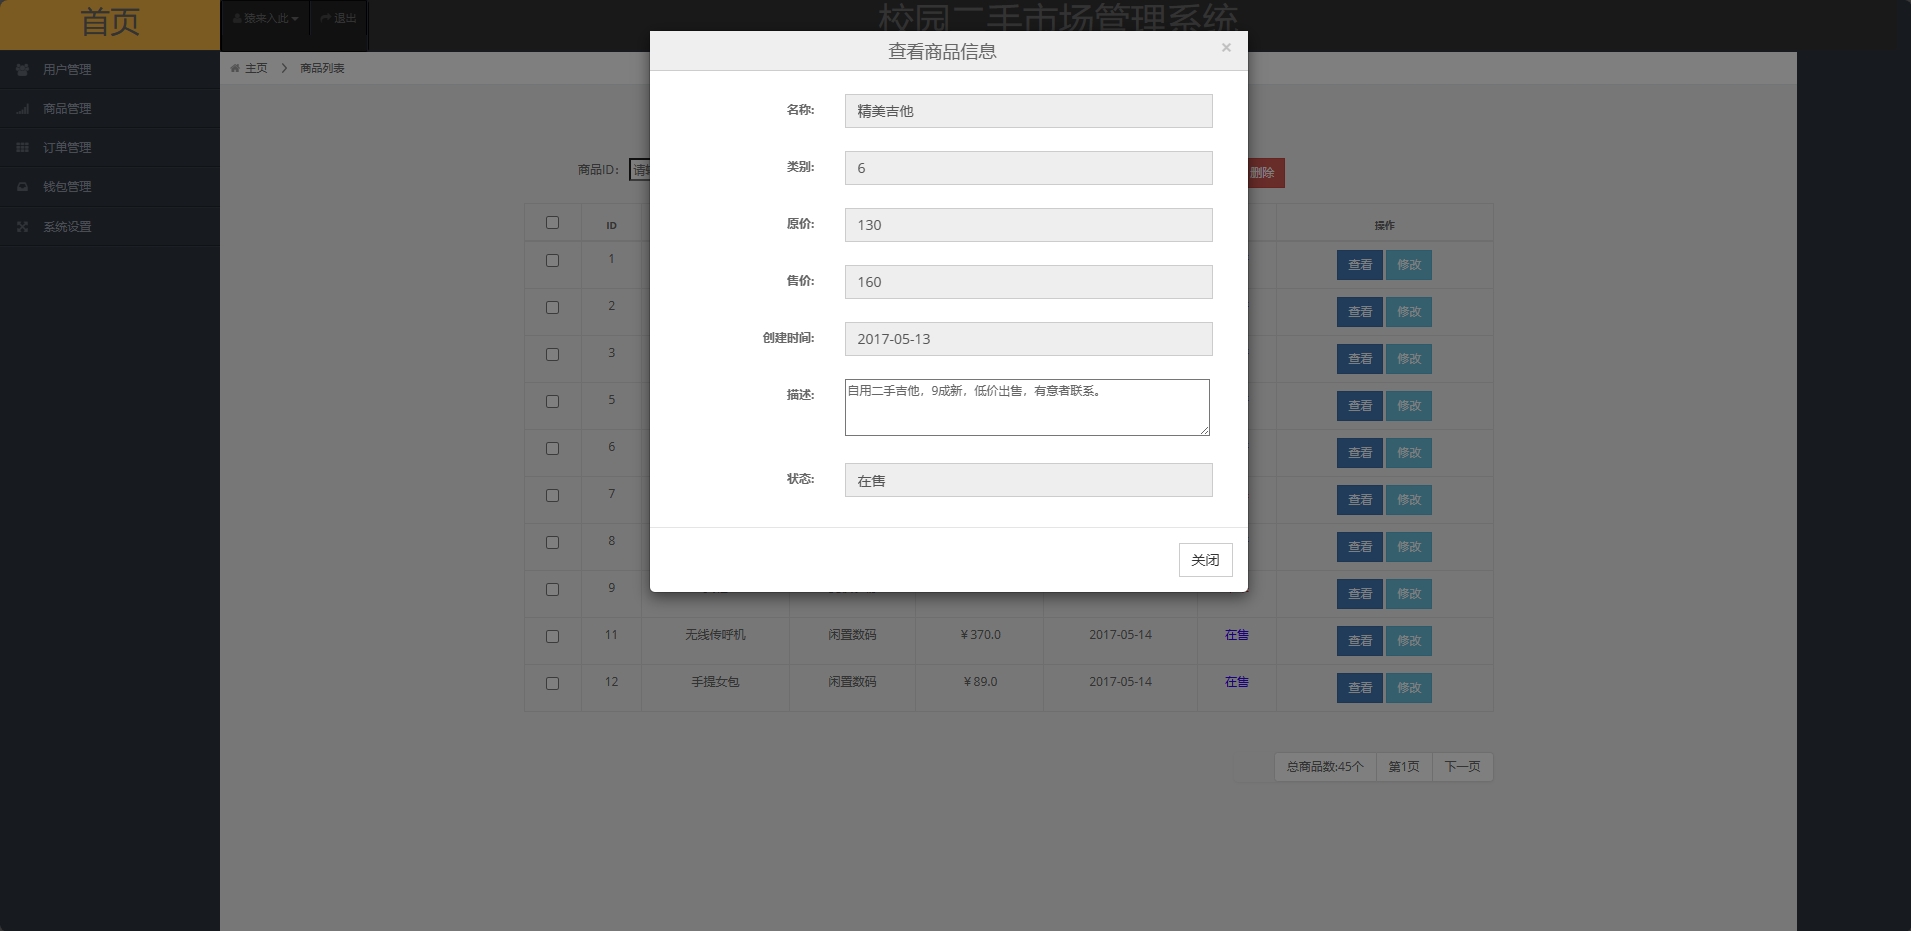 首页
猿来入此
退出
校园二手市场管理系统
用户管理
商品管理
订单管理
钱包管理
系统设置
主页
商品列表
查看商品信息
×
名称:
精美吉他
类别:
6
原价:
130
售价:
160
创建时间:
2017-05-13
描述:
自用二手吉他，9成新，低价出售，有意者联系。
状态:
在售
关闭
商品ID：
删除
ID 操作
1 查看 修改
2 查看 修改
3 查看 修改
5 查看 修改
6 查看 修改
7 查看 修改
8 查看 修改
9 查看 修改
11 无线传呼机 闲置数码 ￥370.0 2017-05-14 在售 查看 修改
12 手提女包 闲置数码 ￥89.0 2017-05-14 在售 查看 修改
总商品数:45个 第1页 下一页